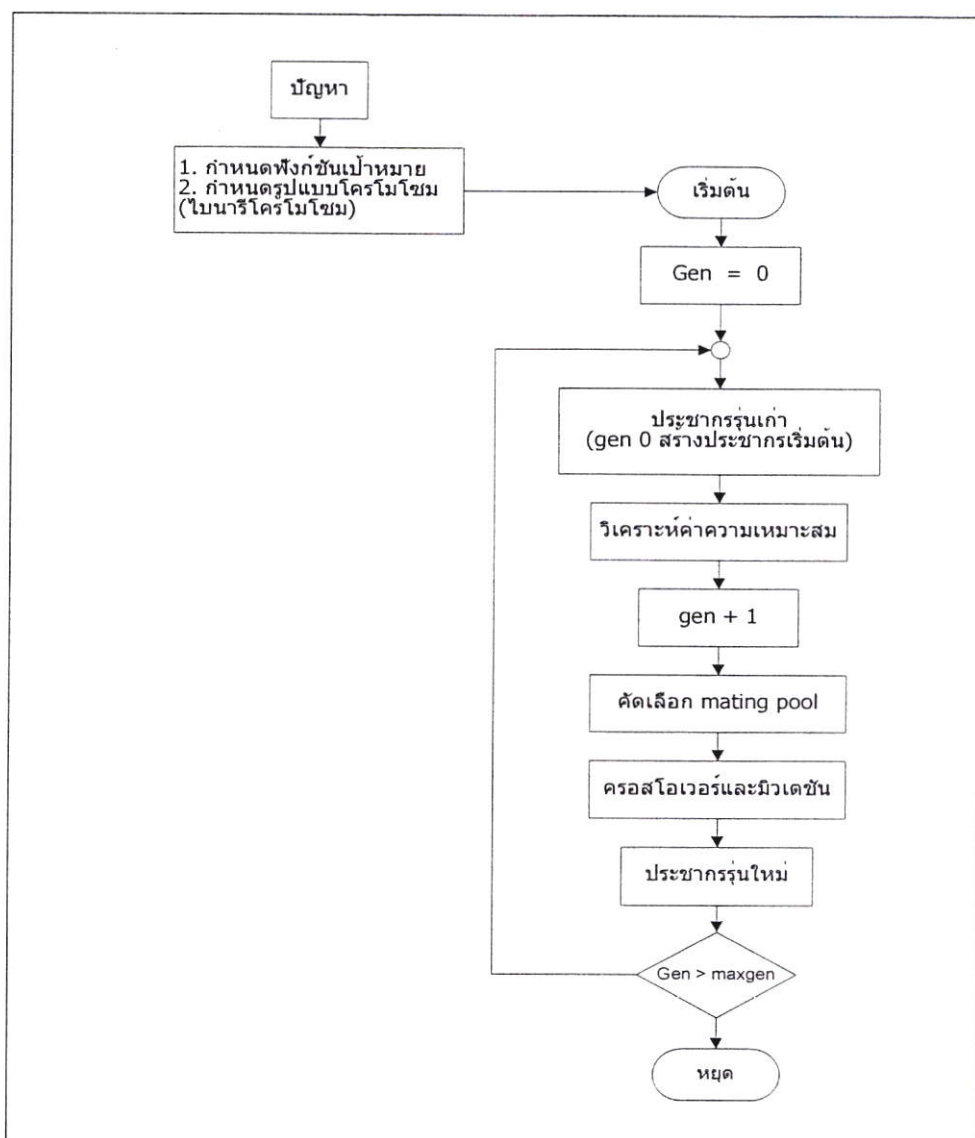 ปัญหา
1. กำหนดฟังก์ชันเป้าหมาย
2. กำหนดรูปแบบโครโมโซม
(ไบนารีโครโมโซม)
เริ่มต้น
Gen = 0
ประชากรรุ่นเก่า
(gen 0 สร้างประชากรเริ่มต้น)
วิเคราะห์ค่าความเหมาะสม
gen + 1
คัดเลือก mating pool
ครอสโอเวอร์และมิวเตชัน
ประชากรรุ่นใหม่
Gen > maxgen
หยุด